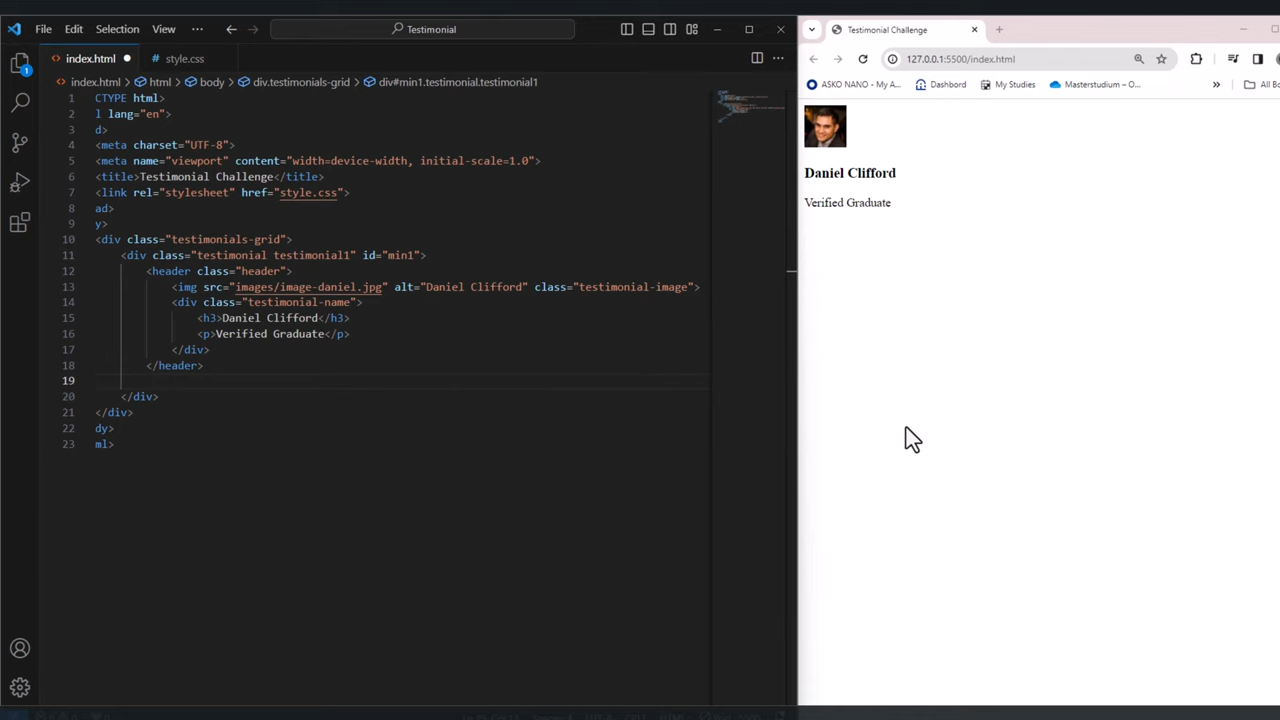 File Edit Selection View ··· Testimonial
index.html style.css
index.html html body div.testimonials-grid div#min1.testimonial.testimonial1
1 CTYPE html>
2 lang="en">
3 d>
4 <meta charset="UTF-8">
5 <meta name="viewport" content="width=device-width, initial-scale=1.0">
6 <title>Testimonial Challenge</title>
7 <link rel="stylesheet" href="style.css">
8 ad>
9 y>
10 <div class="testimonials-grid">
11 <div class="testimonial testimonial1" id="min1">
12 <header class="header">
13 <img src="images/image-daniel.jpg" alt="Daniel Clifford" class="testimonial-image">
14 <div class="testimonial-name">
15 <h3>Daniel Clifford</h3>
16 <p>Verified Graduate</p>
17 </div>
18 </header>
19
20 </div>
21 </div>
22 dy>
23 ml>
1
Testimonial Challenge
127.0.0.1:5500/index.html
ASKO NANO - My A... Dashbord My Studies Masterstudium – O... » All Bo
Daniel Clifford
Verified Graduate